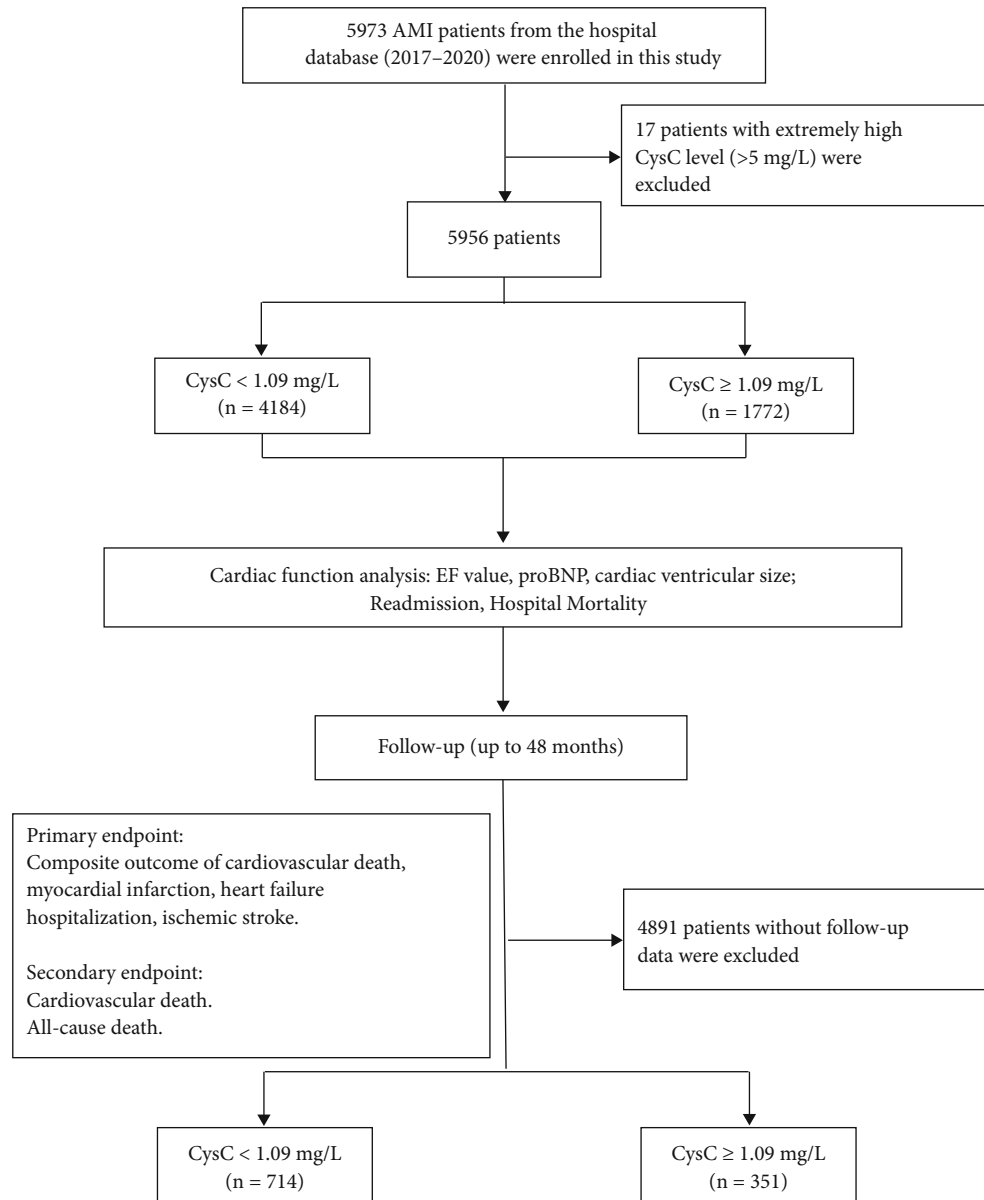 5973 AMI patients from the hospital
database (2017–2020) were enrolled in this study
17 patients with extremely high
CysC level (>5 mg/L) were
excluded
5956 patients
CysC < 1.09 mg/L
(n = 4184)
CysC ≥ 1.09 mg/L
(n = 1772)
Cardiac function analysis: EF value, proBNP, cardiac ventricular size;
Readmission, Hospital Mortality
Follow-up (up to 48 months)
Primary endpoint:
Composite outcome of cardiovascular death,
myocardial infarction, heart failure
hospitalization, ischemic stroke.
Secondary endpoint:
Cardiovascular death.
All-cause death.
4891 patients without follow-up
data were excluded
CysC < 1.09 mg/L
(n = 714)
CysC ≥ 1.09 mg/L
(n = 351)